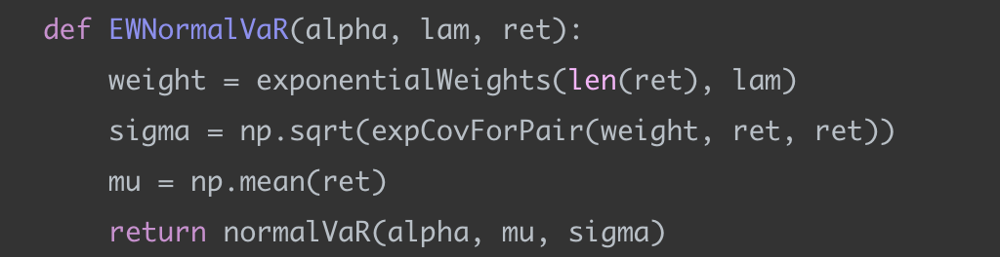 def EWNormalVaR(alpha, lam, ret):
    weight = exponentialWeights(len(ret), lam)
    sigma = np.sqrt(expCovForPair(weight, ret, ret))
    mu = np.mean(ret)
    return normalVaR(alpha, mu, sigma)